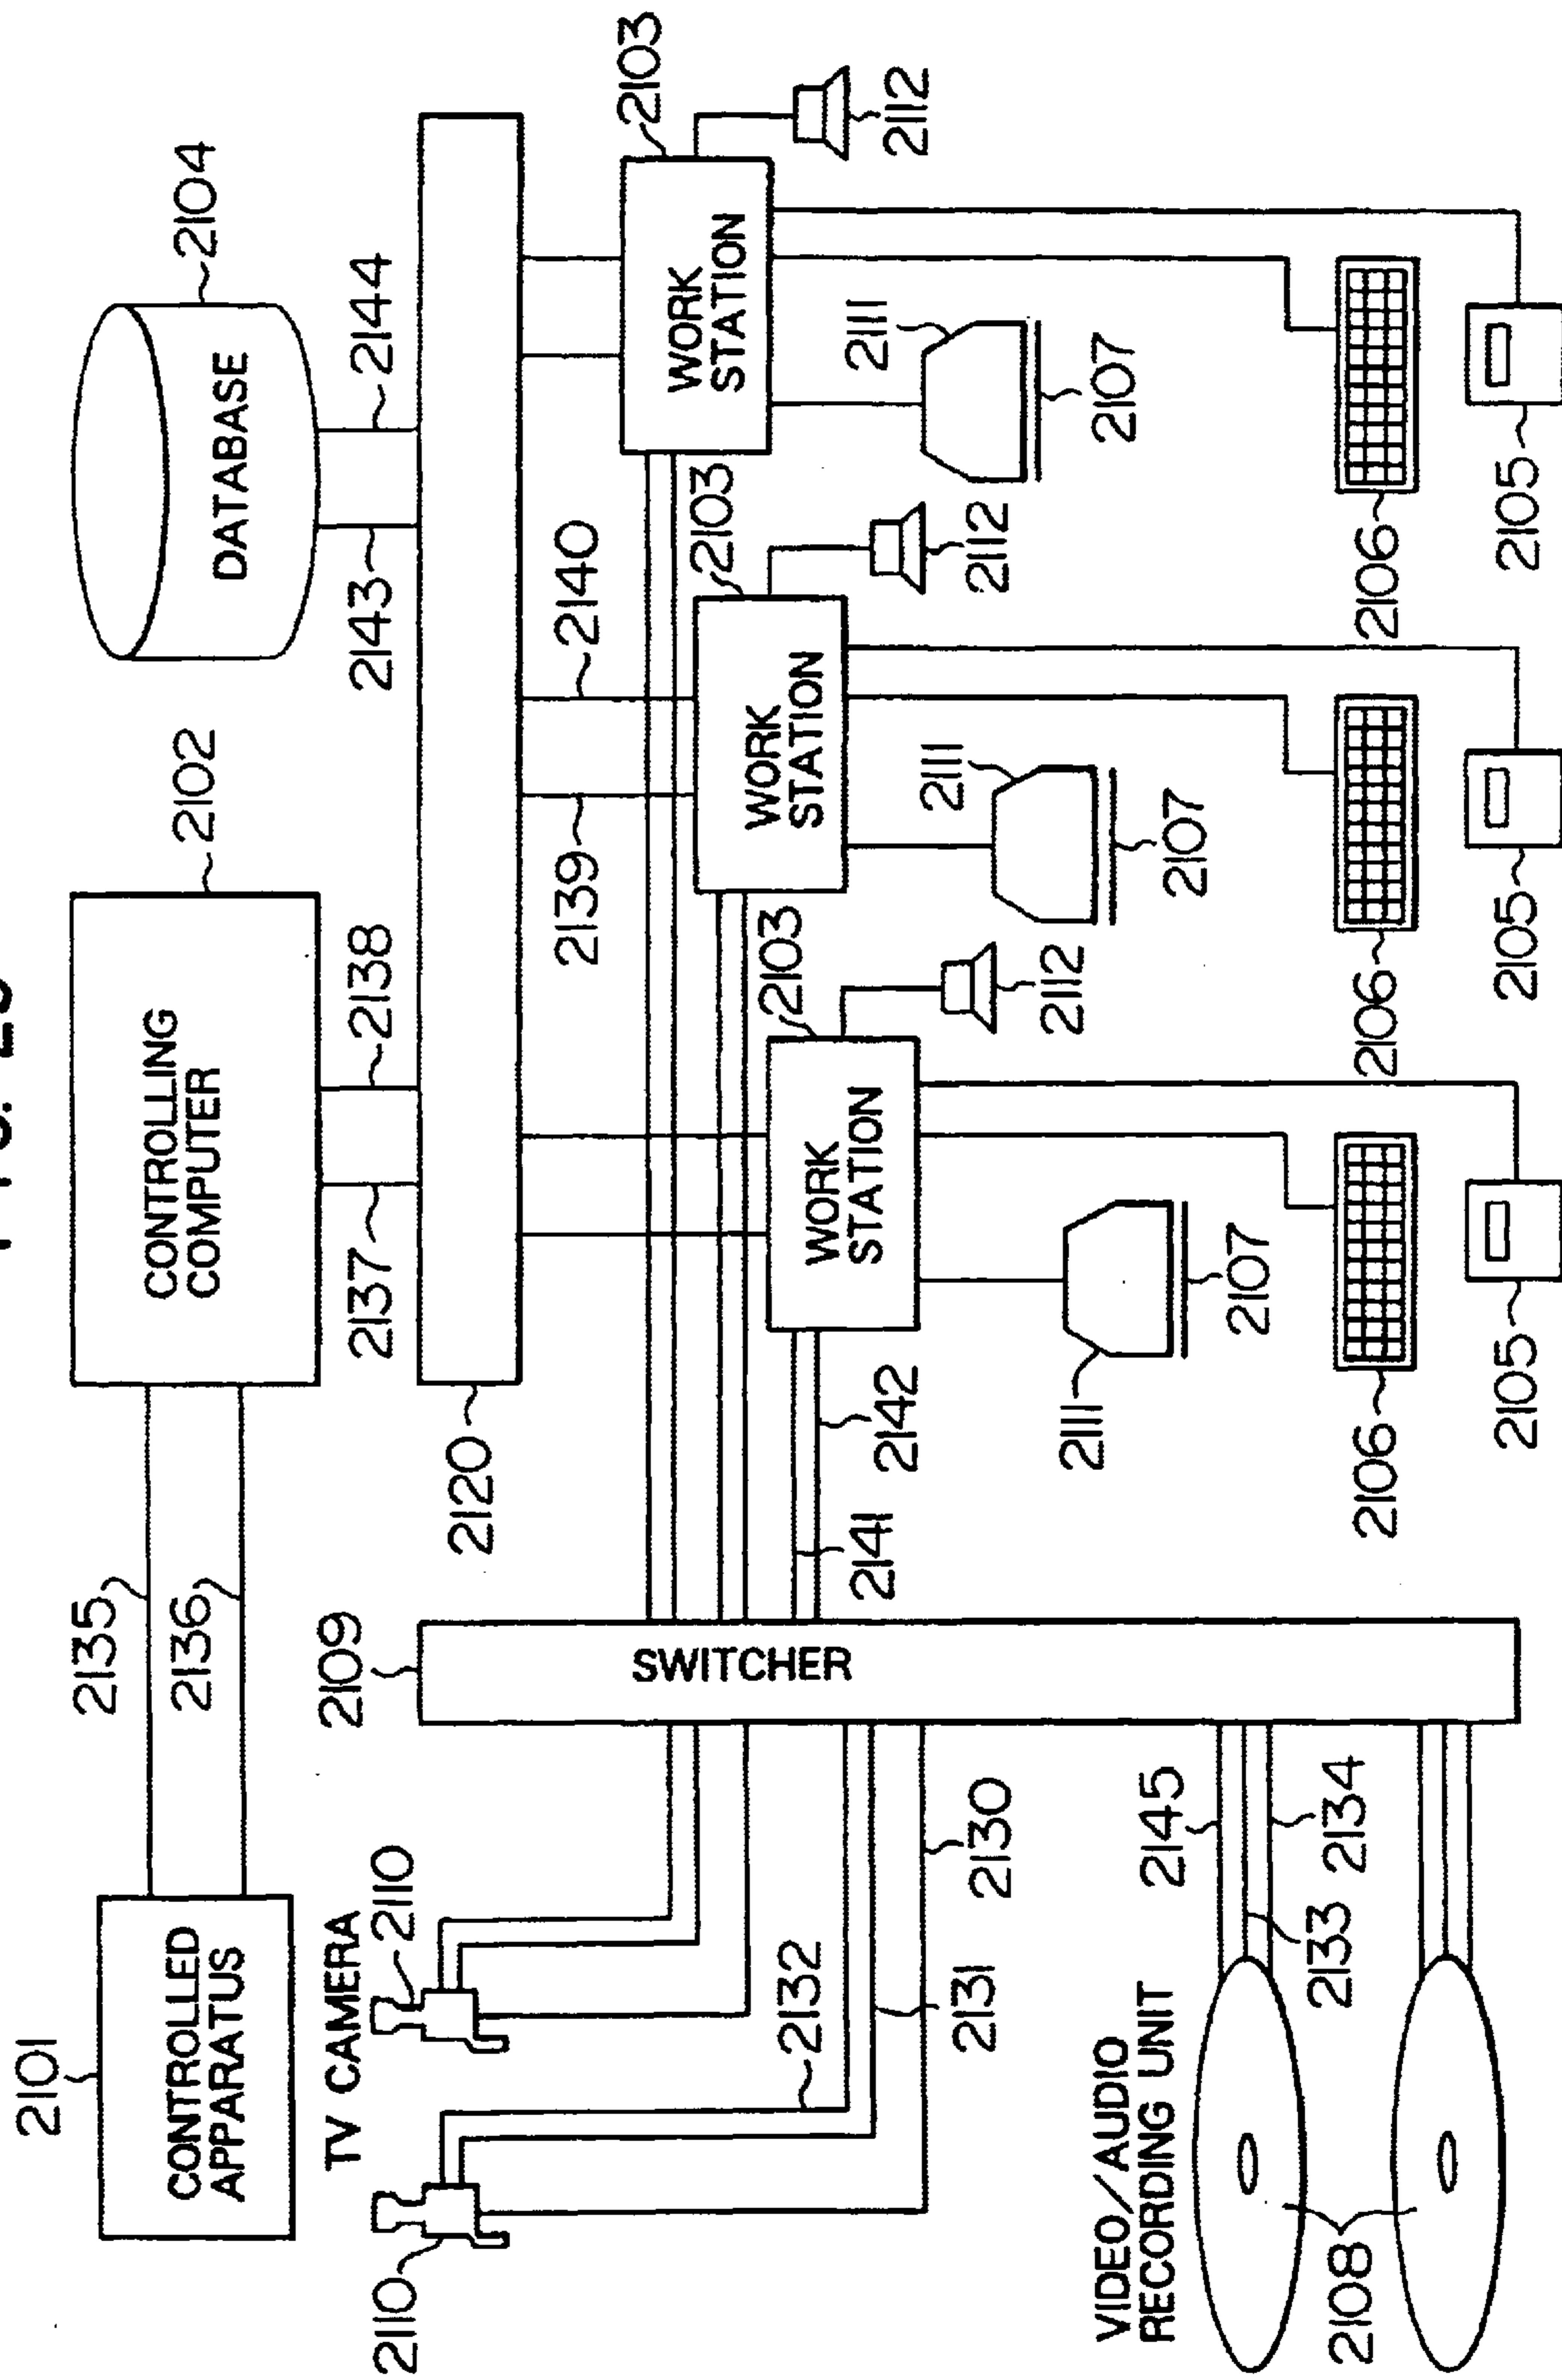 2101
CONTROLLED
APPARATUS
2135
2136
CONTROLLING
COMPUTER
2102
DATABASE
2104
TV CAMERA
2110
2110
2109
2137
2138
2143
2144
2120
2139
2140
SWITCHER
2132
2131
2130
2141
2142
WORK
STATION
2103
WORK
STATION
2103
WORK
STATION
2103
2112
2112
2112
2111
2111
2111
2107
2107
2107
VIDEO/AUDIO
RECORDING UNIT
2145
2133
2134
2108
2106
2106
2106
2105
2105
2105